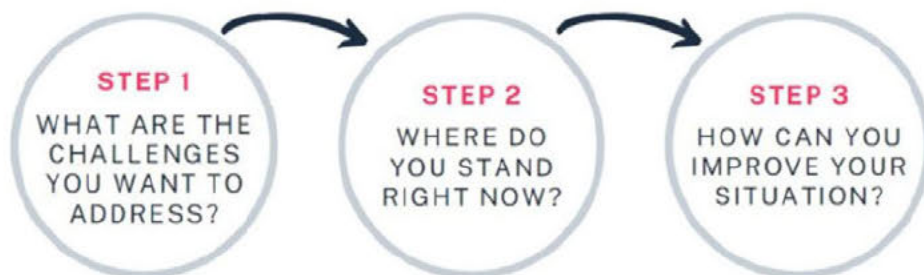 STEP 1
WHAT ARE THE
CHALLENGES
YOU WANT TO
ADDRESS?
STEP 2
WHERE DO
YOU STAND
RIGHT NOW?
STEP 3
HOW CAN YOU
IMPROVE YOUR
SITUATION?